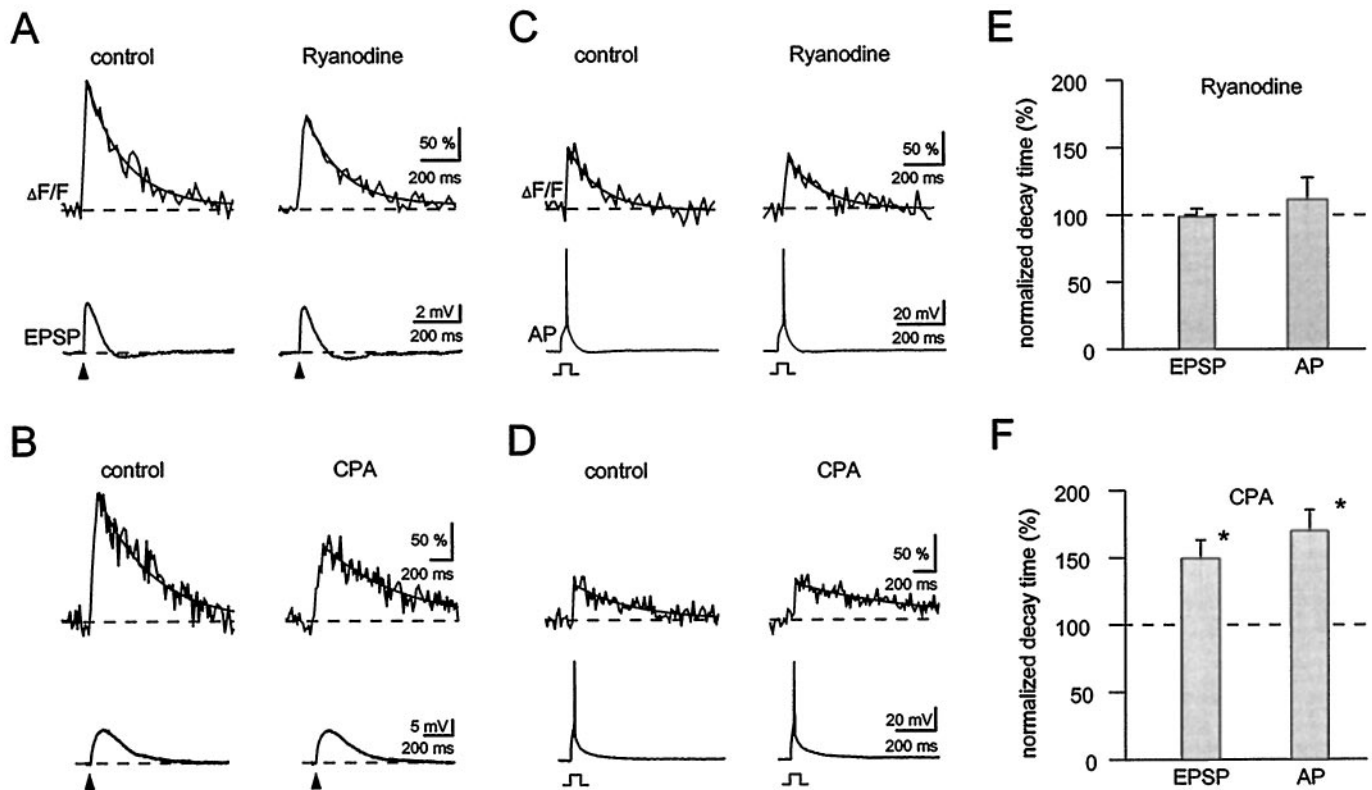 A
control
Ryanodine
50 %
200 ms
ΔF/F
2 mV
200 ms
EPSP
C
control
Ryanodine
50 %
200 ms
ΔF/F
20 mV
200 ms
AP
E
Ryanodine
normalized decay time (%)
200
150
100
50
0
EPSP
AP
B
control
CPA
50 %
200 ms
5 mV
200 ms
D
control
CPA
50 %
200 ms
20 mV
200 ms
F
CPA
normalized decay time (%)
200
150
100
50
0
*
*
EPSP
AP